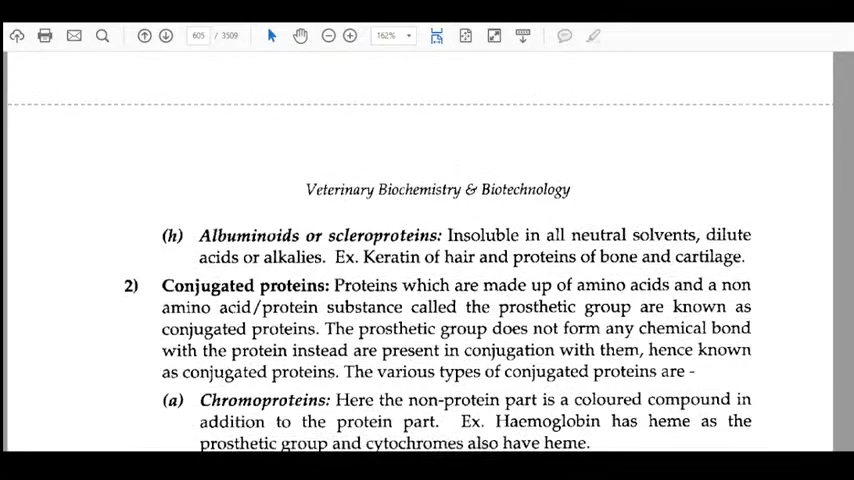 605 / 3509
162%
Veterinary Biochemistry & Biotechnology
(h) Albuminoids or scleroproteins: Insoluble in all neutral solvents, dilute
acids or alkalies. Ex. Keratin of hair and proteins of bone and cartilage.
2) Conjugated proteins: Proteins which are made up of amino acids and a non
amino acid/protein substance called the prosthetic group are known as
conjugated proteins. The prosthetic group does not form any chemical bond
with the protein instead are present in conjugation with them, hence known
as conjugated proteins. The various types of conjugated proteins are -
(a) Chromoproteins: Here the non-protein part is a coloured compound in
addition to the protein part. Ex. Haemoglobin has heme as the
prosthetic group and cytochromes also have heme.